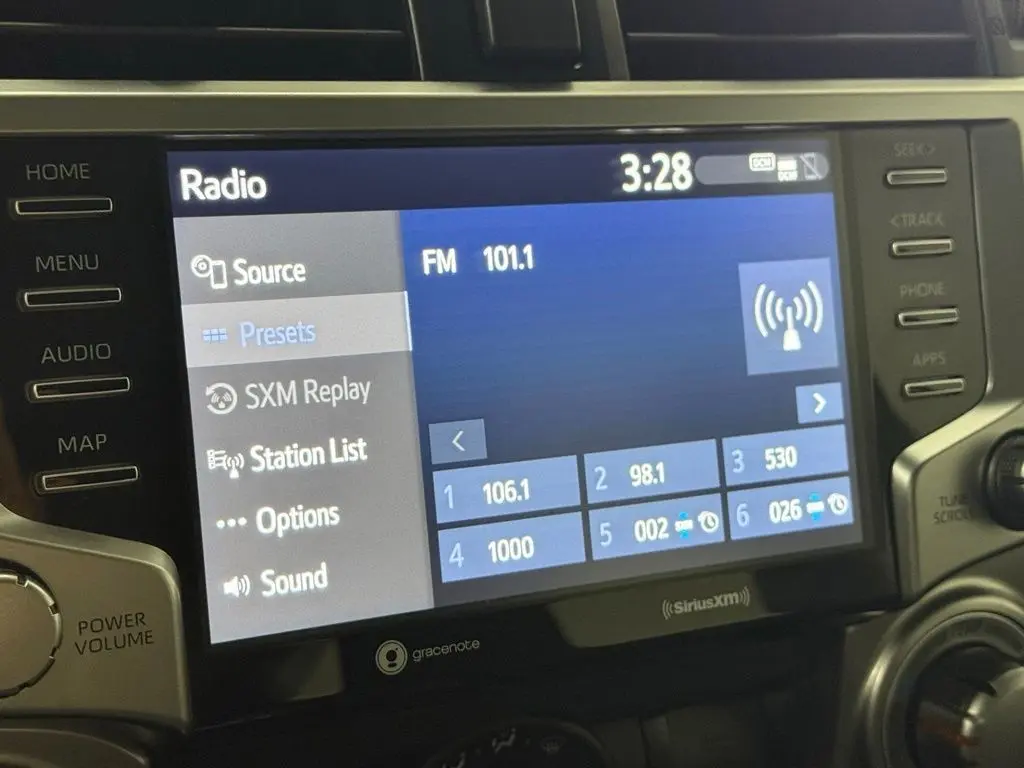 HOME
MENU
AUDIO
MAP
POWER
VOLUME
Radio
3:28
DCM
DCM
Source
Presets
SXM Replay
Station List
Options
Sound
FM 101.1
<
>
1 106.1
2 98.1
3 530
4 1000
5 002
6 026
SEEK >
< TRACK
PHONE
APPS
TUNE
SCROLL
gracenote
((SiriusXM))